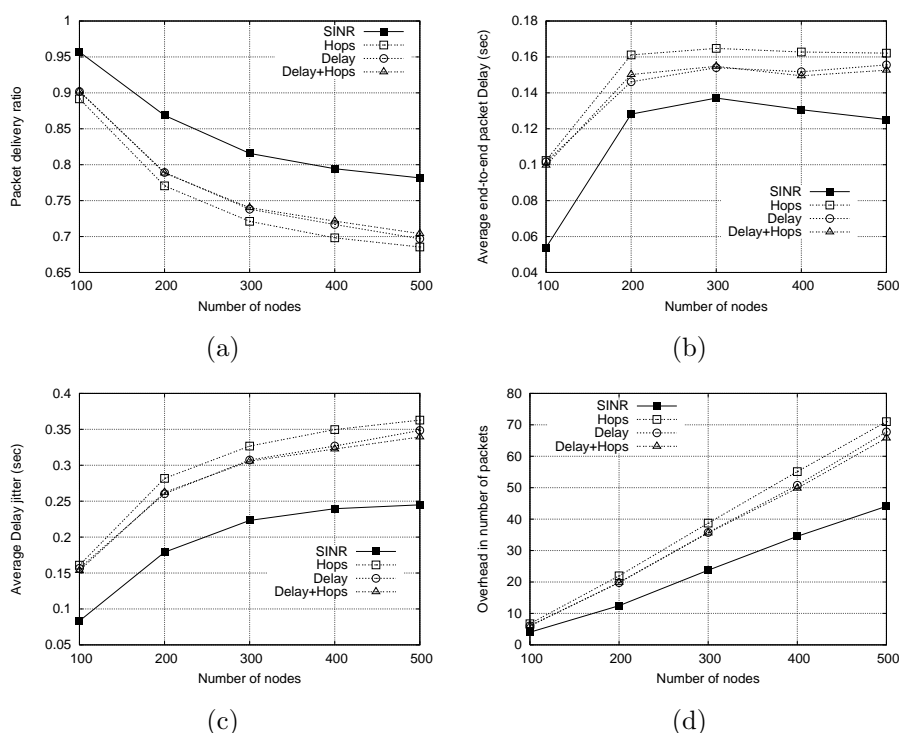 Packet delivery ratio
1
0.95
0.9
0.85
0.8
0.75
0.7
0.65
100 200 300 400 500
Number of nodes
SINR
Hops
Delay
Delay+Hops
(a)
Average end-to-end packet Delay (sec)
0.18
0.16
0.14
0.12
0.1
0.08
0.06
0.04
100 200 300 400 500
Number of nodes
SINR
Hops
Delay
Delay+Hops
(b)
Average Delay jitter (sec)
0.4
0.35
0.3
0.25
0.2
0.15
0.1
0.05
100 200 300 400 500
Number of nodes
SINR
Hops
Delay
Delay+Hops
(c)
Overhead in number of packets
80
70
60
50
40
30
20
10
0
100 200 300 400 500
Number of nodes
SINR
Hops
Delay
Delay+Hops
(d)